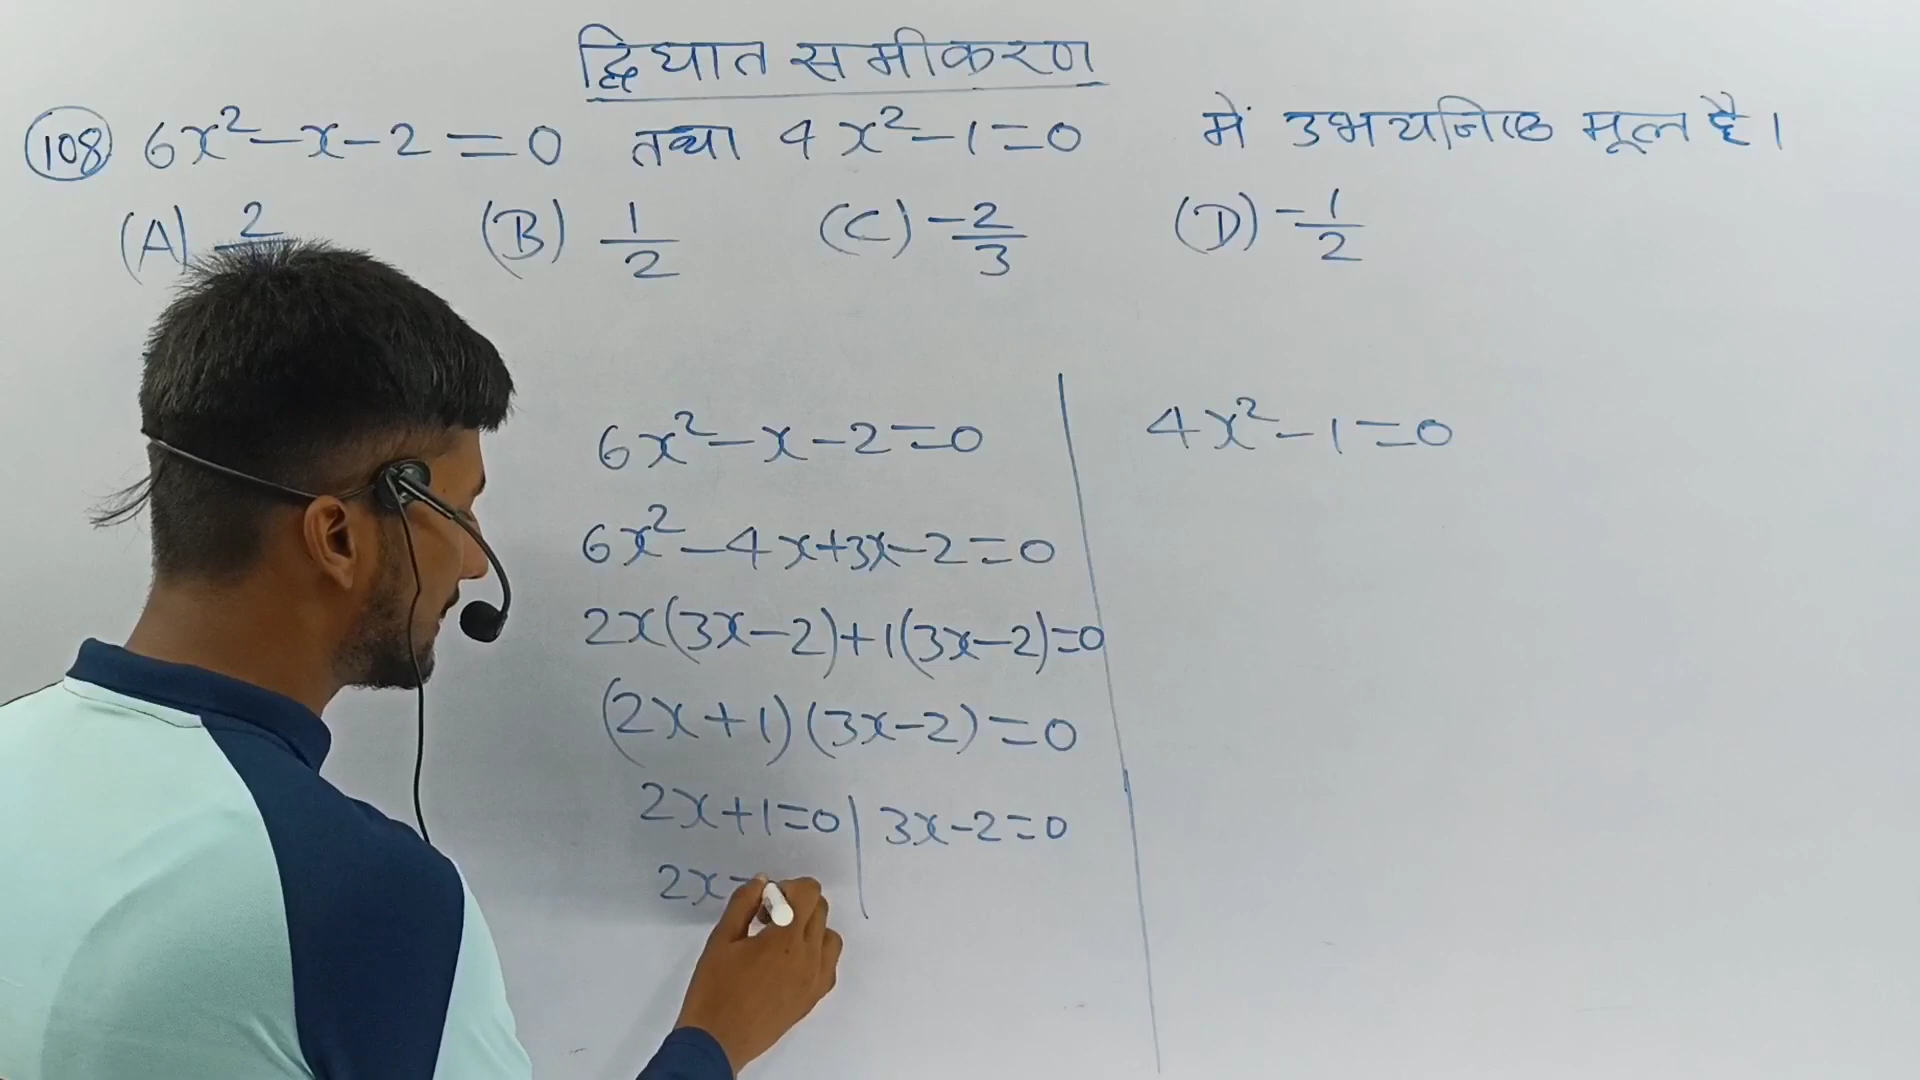 द्विघात समीकरण
(108) 6x² - x - 2 = 0 तथा 4x² - 1 = 0 में उभयनिष्ठ मूल है।
(A) 2 (B) 1/2 (C) -2/3 (D) -1/2
6x² - x - 2 = 0
6x² - 4x + 3x - 2 = 0
2x(3x - 2) + 1(3x - 2) = 0
(2x + 1) (3x - 2) = 0
2x + 1 = 0 | 3x - 2 = 0
2x =
4x² - 1 = 0